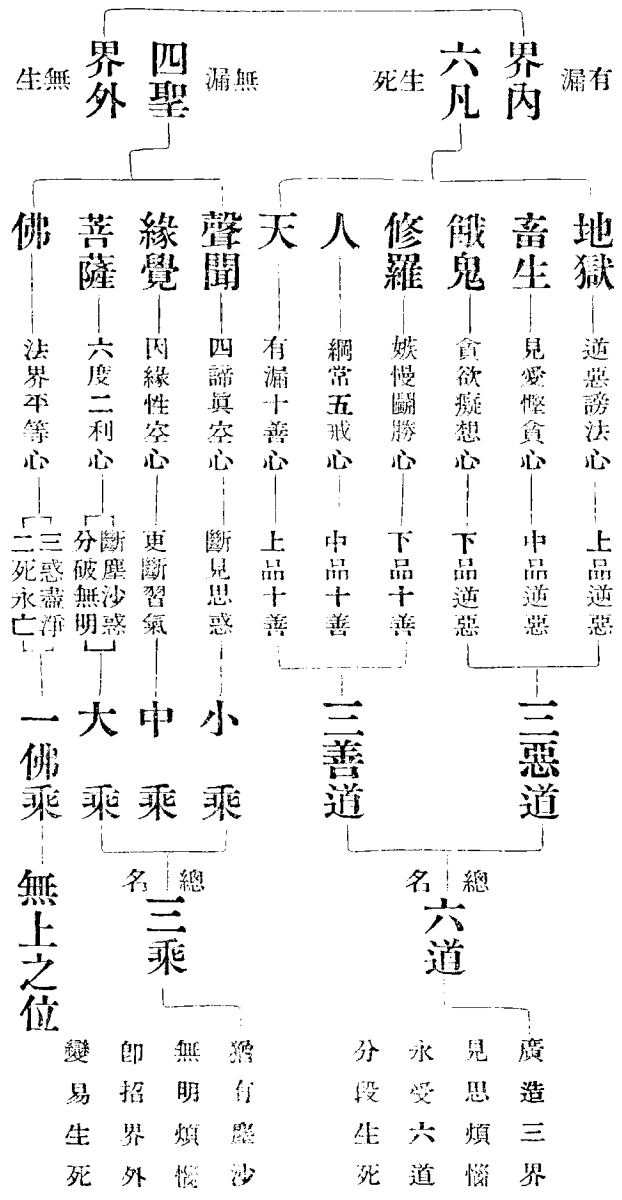 有漏
界內
六凡
生死
無漏
四聖
界外
無生
地獄
畜生
餓鬼
修羅
人
天
聲聞
緣覺
菩薩
佛
逆惡謗法心
見愛慳貪心
貪欲癡想心
嫉慢鬬勝心
綱常五戒心
有漏十善心
四諦眞空心
因緣性空心
六度二利心
法界平等心
上品逆惡
中品逆惡
下品逆惡
下品十善
中品十善
上品十善
斷見思惑
更斷習氣
斷塵沙惑
分破無明
三惑盡淨
二死永亡
三惡道
三善道
小乘
中乘
大乘
一佛乘
總名
六道
總名
三乘
無上之位
廣造三界
見思煩惱
永受六道
分段生死
猶有塵沙
無明煩惱
卽招界外
變易生死